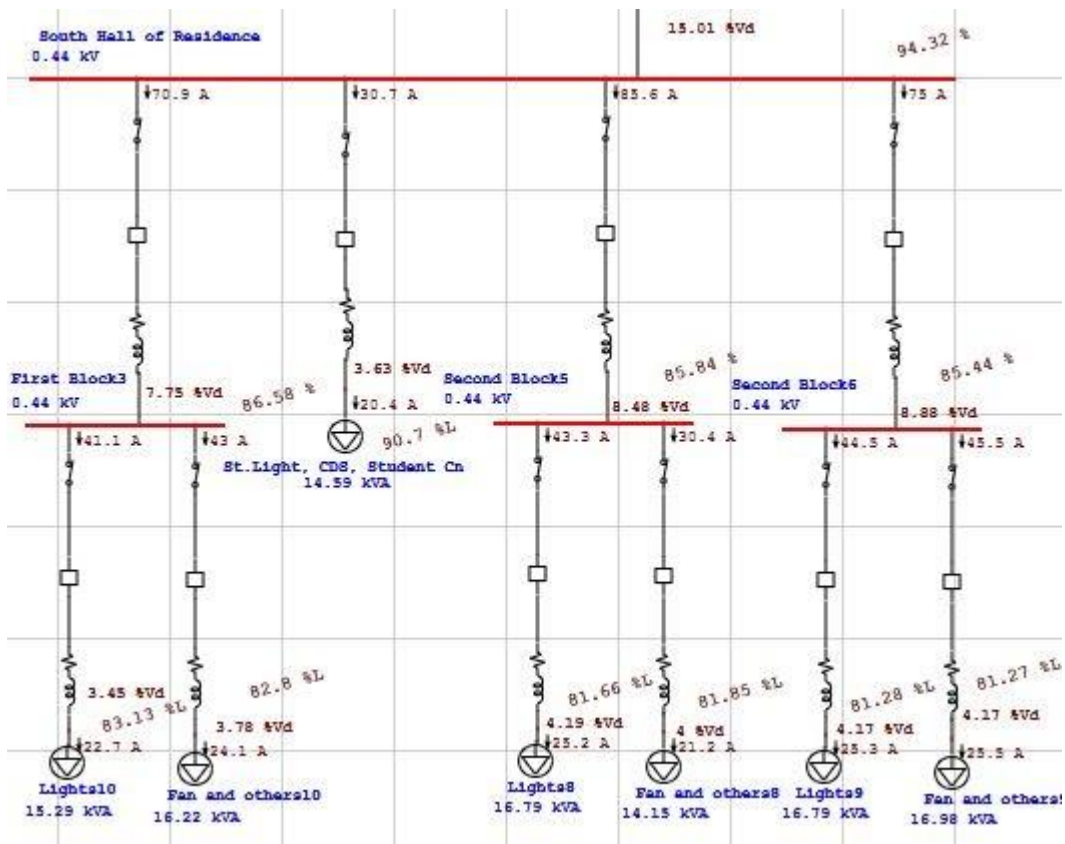 15.01 %Vd
South Hall of Residence
0.44 kV
94.32 %
70.9 A
30.7 A
85.6 A
75 A
First Block3
0.44 kV
7.75 %Vd
86.58 %
3.63 %Vd
20.4 A
90.7 %L
St.Light, CDS, Student Cn
14.59 kVA
Second Block5
0.44 kV
85.84 %
8.48 %Vd
Second Block6
0.44 kV
85.44 %
8.88 %Vd
41.1 A
43 A
43.3 A
30.4 A
44.5 A
45.5 A
3.45 %Vd
83.13 %L
22.7 A
82.8 %L
3.78 %Vd
24.1 A
81.66 %L
4.19 %Vd
25.2 A
81.85 %L
4 %Vd
21.2 A
81.28 %L
4.17 %Vd
25.3 A
81.27 %L
4.17 %Vd
25.5 A
Lights10
15.29 kVA
Fan and others10
16.22 kVA
Lights8
16.79 kVA
Fan and others8
14.15 kVA
Lights9
16.79 kVA
Fan and others
16.98 kVA